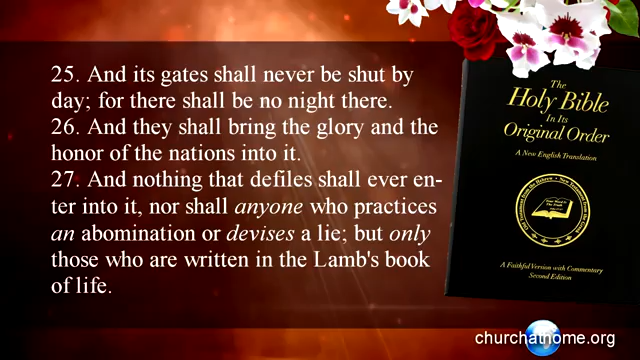 25. And its gates shall never be shut by
day; for there shall be no night there.
26. And they shall bring the glory and the
honor of the nations into it.
27. And nothing that defiles shall ever en-
ter into it, nor shall anyone who practices
an abomination or devises a lie; but only
those who are written in the Lamb's book
of life.
The
Holy Bible
In Its
Original Order
A New English Translation
A Faithful Version with Commentary
Second Edition
churchathome.org